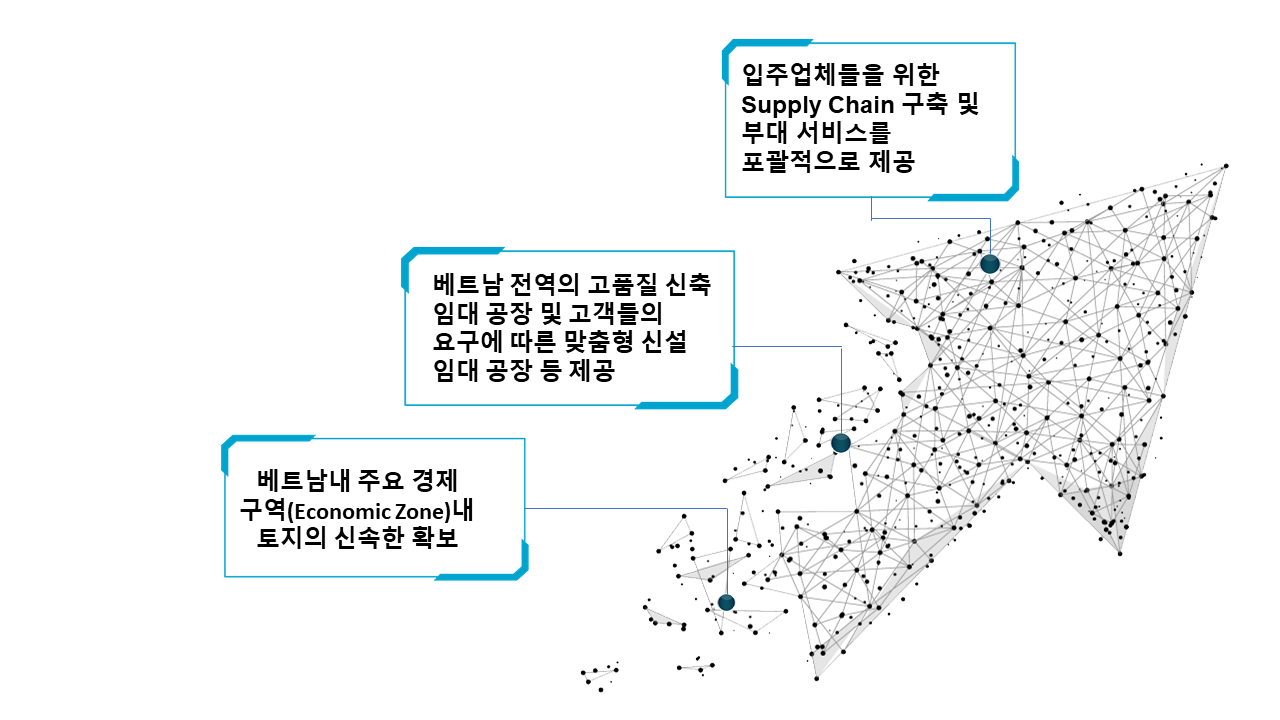 입주업체들을 위한
Supply Chain 구축 및
부대 서비스를
포괄적으로 제공
베트남 전역의 고품질 신축
임대 공장 및 고객들의
요구에 따른 맞춤형 신설
임대 공장 등 제공
베트남내 주요 경제
구역(Economic Zone)내
토지의 신속한 확보